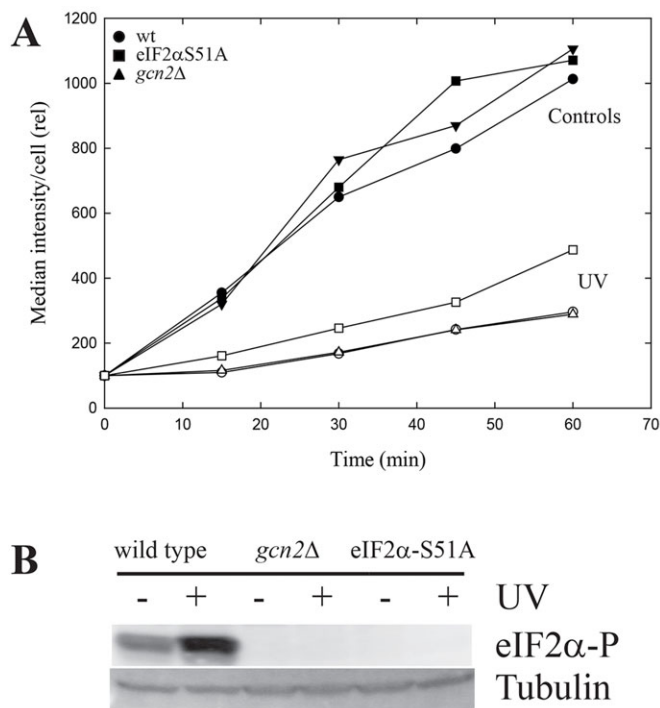 A
wt
eIF2αS51A
gcn2Δ
1200
1000
800
600
400
200
0
Median intensity/cell (rel)
Controls
UV
0 10 20 30 40 50 60 70
Time (min)
B
wild type gcn2Δ eIF2α-S51A
- + - + - + UV
eIF2α-P
Tubulin